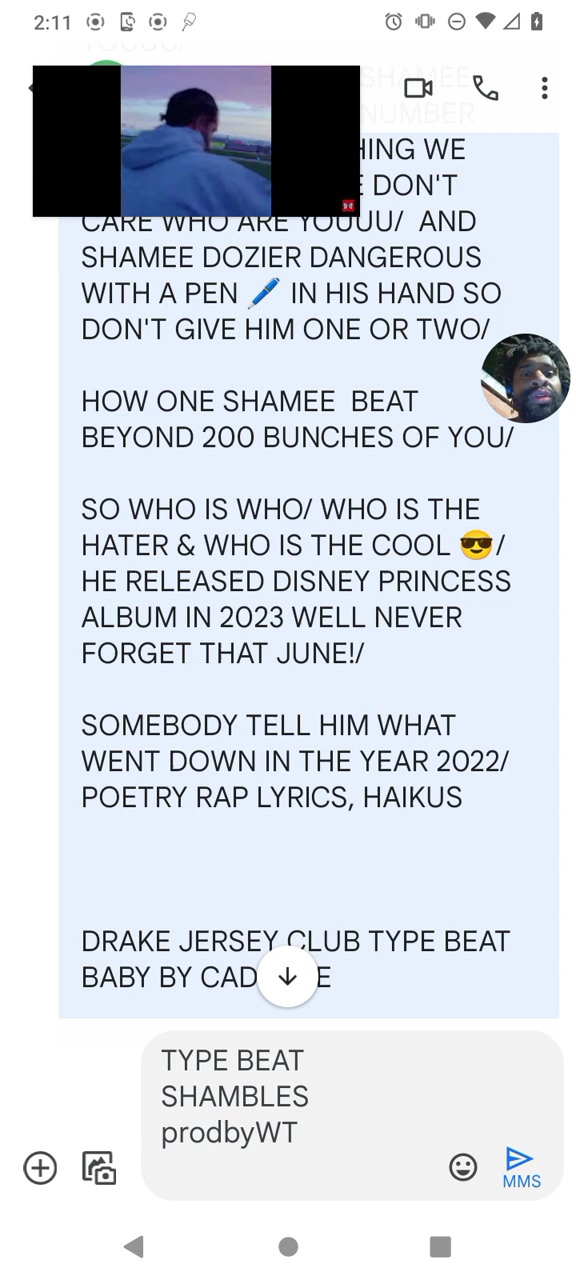 2:11
YOUUU/
SHAMEE
NUMBER
HING WE
E DON'T
CARE WHO ARE YOUUU/ AND
SHAMEE DOZIER DANGEROUS
WITH A PEN 🖊️ IN HIS HAND SO
DON'T GIVE HIM ONE OR TWO/
HOW ONE SHAMEE BEAT
BEYOND 200 BUNCHES OF YOU/
SO WHO IS WHO/ WHO IS THE
HATER & WHO IS THE COOL 😎/
HE RELEASED DISNEY PRINCESS
ALBUM IN 2023 WELL NEVER
FORGET THAT JUNE!/
SOMEBODY TELL HIM WHAT
WENT DOWN IN THE YEAR 2022/
POETRY RAP LYRICS, HAIKUS
DRAKE JERSEY CLUB TYPE BEAT
BABY BY CAD E
TYPE BEAT
SHAMBLES
prodbyWT
MMS